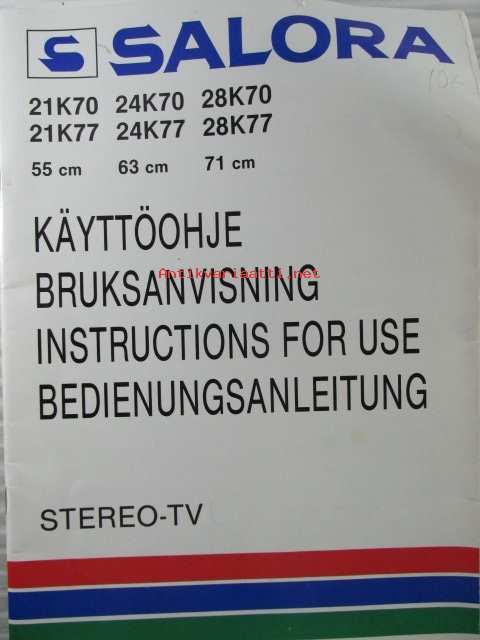 S SALORA
21K70 24K70 28K70
21K77 24K77 28K77
55 cm 63 cm 71 cm
KÄYTTÖOHJE
Antikvariaatti.net
BRUKSANVISNING
INSTRUCTIONS FOR USE
BEDIENUNGSANLEITUNG
STEREO-TV